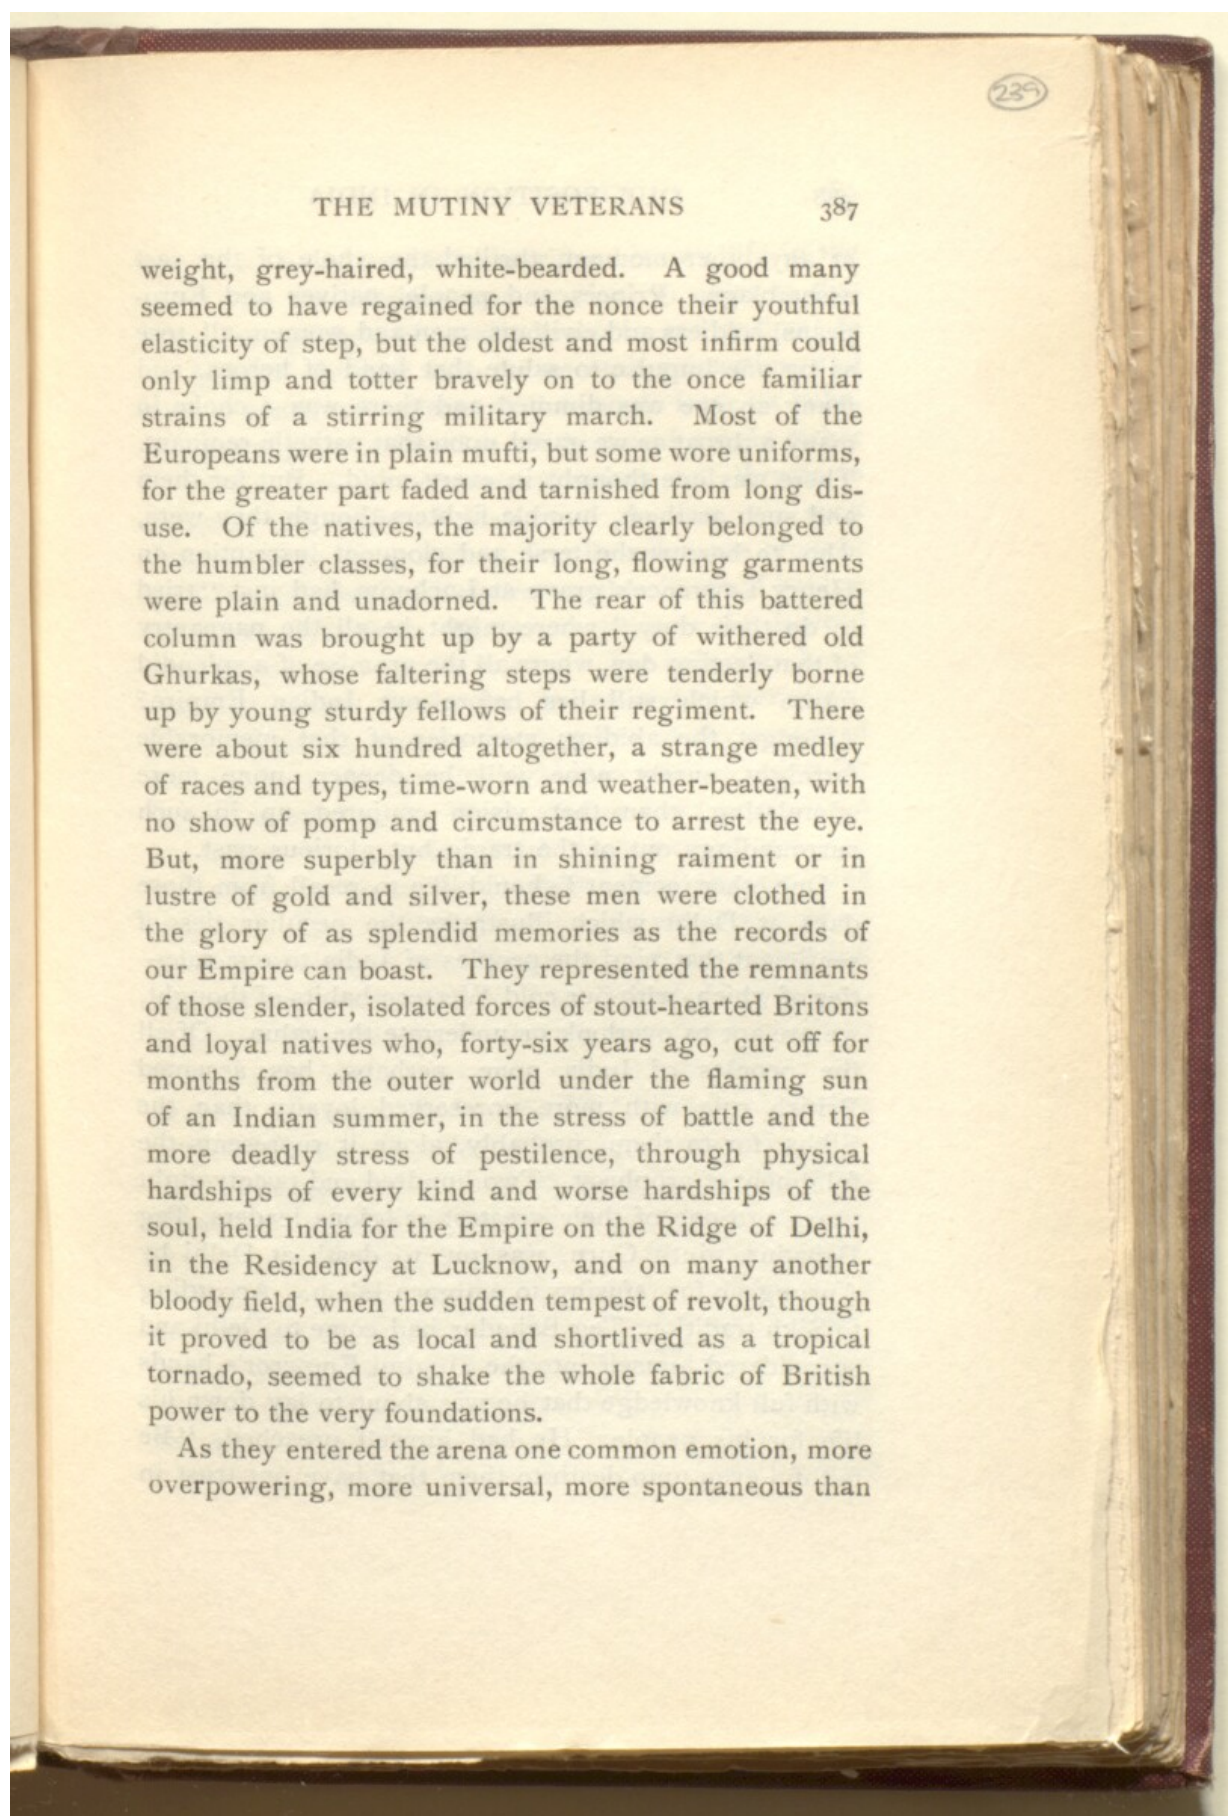 239
THE MUTINY VETERANS 387
weight, grey-haired, white-bearded. A good many
seemed to have regained for the nonce their youthful
elasticity of step, but the oldest and most infirm could
only limp and totter bravely on to the once familiar
strains of a stirring military march. Most of the
Europeans were in plain mufti, but some wore uniforms,
for the greater part faded and tarnished from long dis-
use. Of the natives, the majority clearly belonged to
the humbler classes, for their long, flowing garments
were plain and unadorned. The rear of this battered
column was brought up by a party of withered old
Ghurkas, whose faltering steps were tenderly borne
up by young sturdy fellows of their regiment. There
were about six hundred altogether, a strange medley
of races and types, time-worn and weather-beaten, with
no show of pomp and circumstance to arrest the eye.
But, more superbly than in shining raiment or in
lustre of gold and silver, these men were clothed in
the glory of as splendid memories as the records of
our Empire can boast. They represented the remnants
of those slender, isolated forces of stout-hearted Britons
and loyal natives who, forty-six years ago, cut off for
months from the outer world under the flaming sun
of an Indian summer, in the stress of battle and the
more deadly stress of pestilence, through physical
hardships of every kind and worse hardships of the
soul, held India for the Empire on the Ridge of Delhi,
in the Residency at Lucknow, and on many another
bloody field, when the sudden tempest of revolt, though
it proved to be as local and shortlived as a tropical
tornado, seemed to shake the whole fabric of British
power to the very foundations.
As they entered the arena one common emotion, more
overpowering, more universal, more spontaneous than